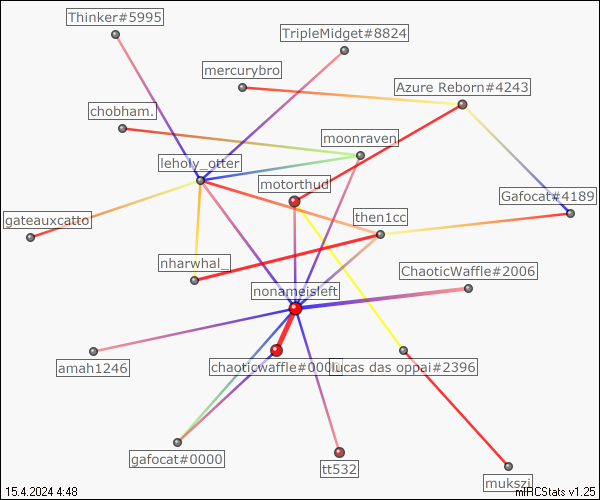 Thinker#5995
TripleMidget#8824
mercurybro
Azure Reborn#4243
chobham.
moonraven
leholy_otter
motorthud
Gafocat#4189
gateauxcatto
then1cc
nharwhal_
ChaoticWaffle#2006
nonameisleft
amah1246
chaoticwaffle#000
lucas das oppai#2396
gafocat#0000
tt532
mukszi
15.4.2024 4:48
mIRCStats v1.25